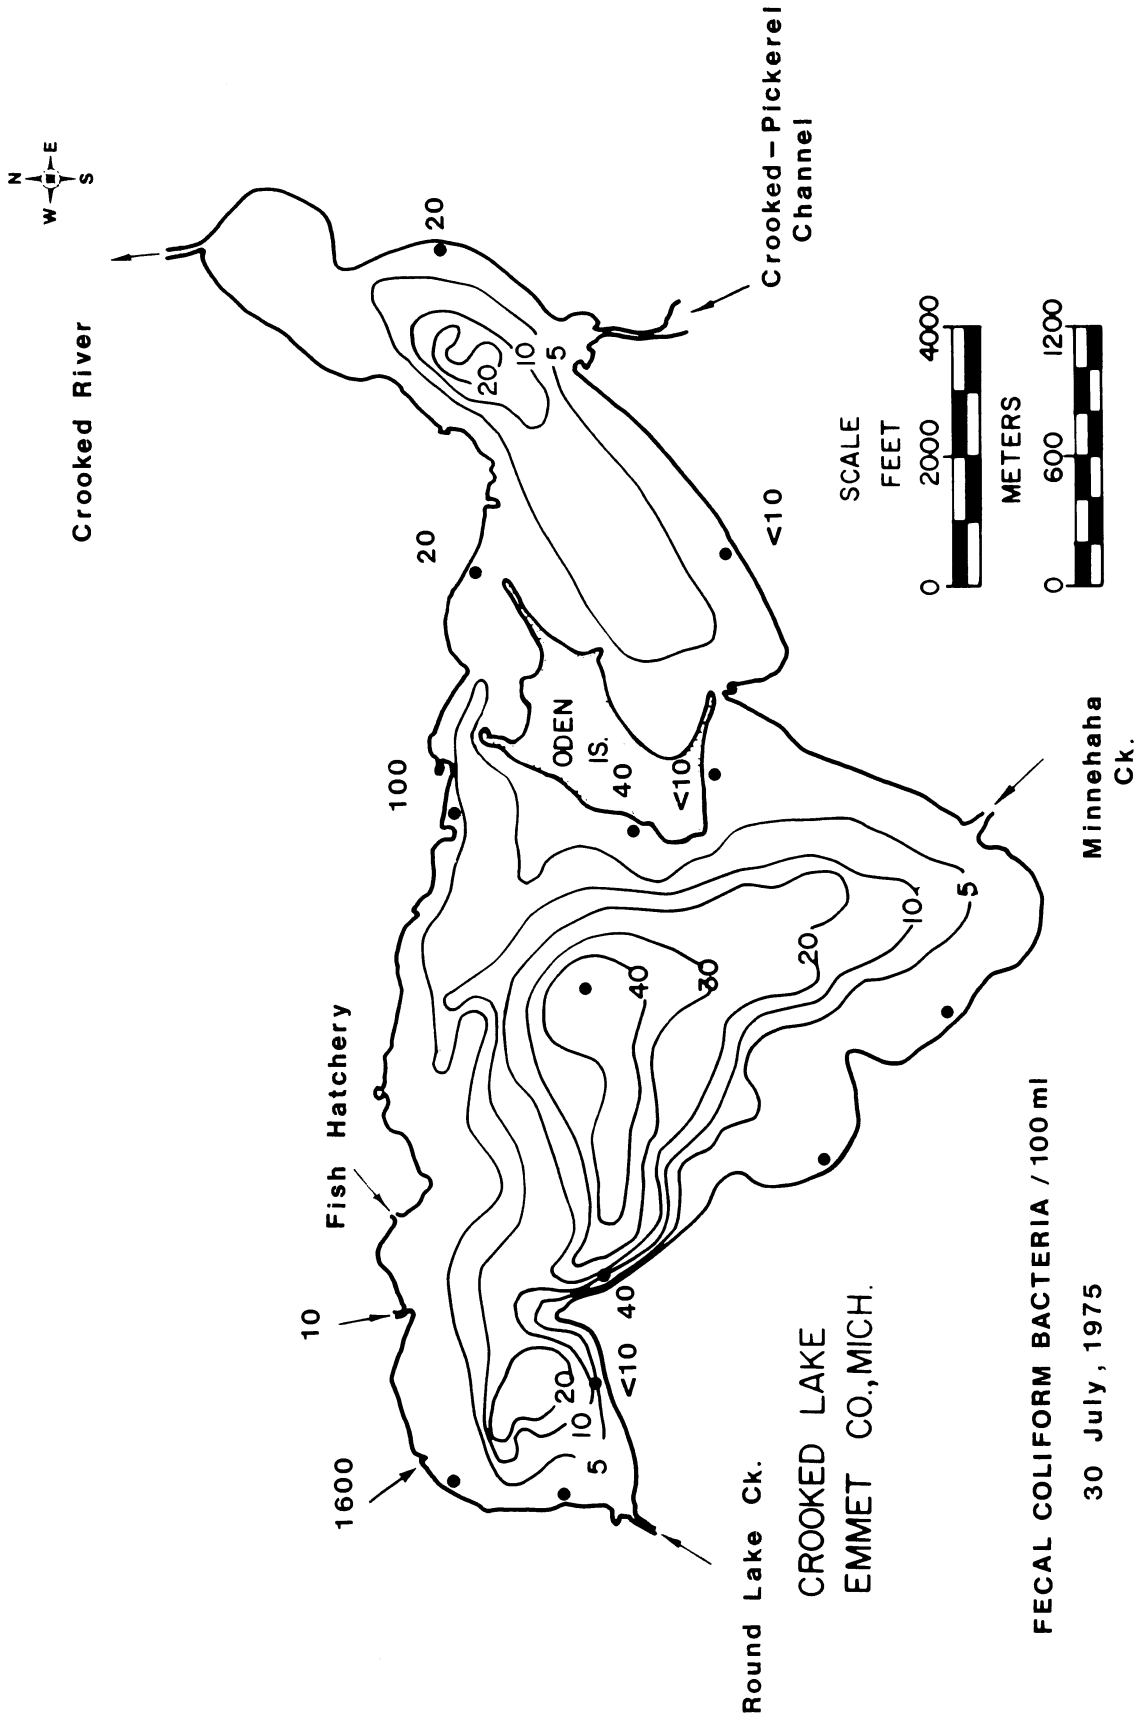 N
W
E
S
Crooked River
20
Crooked-Pickerel
Channel
20
10
5
20
<10
100
ODEN
IS.
40
<10
Minnehaha
Ck.
5
10
20
30
40
Fish Hatchery
10
1600
40
<10
20
10
5
Round Lake Ck.
SCALE
FEET
0 2000 4000
METERS
0 600 1200
CROOKED LAKE
EMMET CO., MICH.
FECAL COLIFORM BACTERIA / 100 ml
30 July, 1975